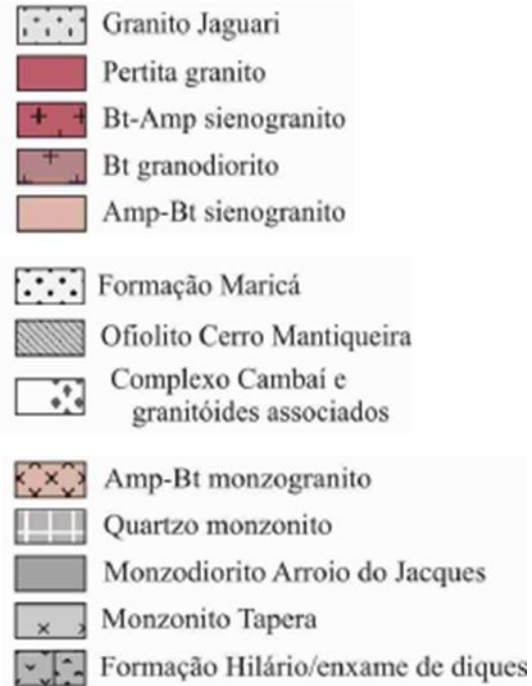 Granito Jaguari
Pertita granito
Bt-Amp sienogranito
Bt granodiorito
Amp-Bt sienogranito
Formação Maricá
Ofiolito Cerro Mantiqueira
Complexo Cambaí e
granitóides associados
Amp-Bt monzogranito
Quartzo monzonito
Monzodiorito Arroio do Jacques
Monzonito Tapera
Formação Hilário/enxame de diques